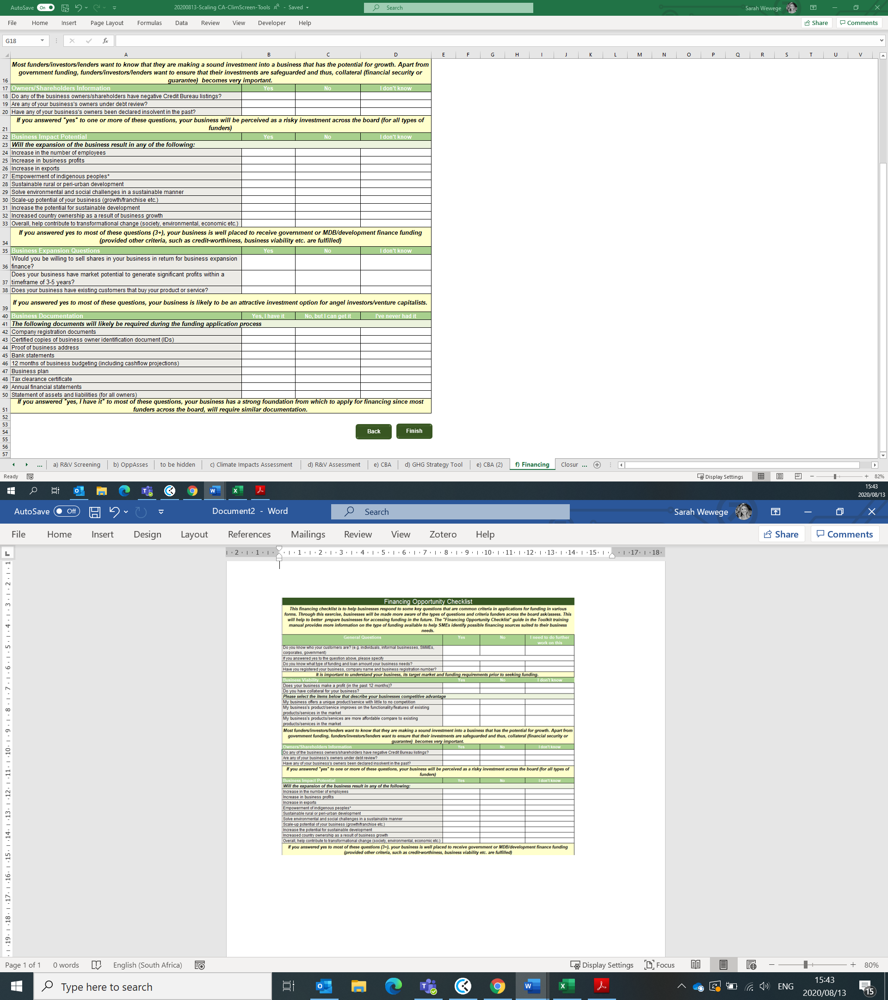 AutoSave On 20200813-Scaling CA-ClimScreen-Tools - Saved Search Sarah Wewege
File Home Insert Page Layout Formulas Data Review View Developer Help Share Comments
G18 fx
A B C D E F G H I J K L M N O P Q R S T U V
Most funders/investors/lenders want to know that they are making a sound investment into a business that has the potential for growth. Apart from
government funding, funders/investors/lenders want to ensure that their investments are safeguarded and thus, collateral (financial security or
16 guarantee) becomes very important.
17 Owners/Shareholders Information Yes No I don't know
18 Do any of the business owners/shareholders have negative Credit Bureau listings?
19 Are any of your business's owners under debt review?
20 Have any of your business's owners been declared insolvent in the past?
If you answered "yes" to one or more of these questions, your business will be perceived as a risky investment across the board (for all types of
21 funders)
22 Business Impact Potential Yes No I don't know
23 Will the expansion of the business result in any of the following:
24 Increase in the number of employees
25 Increase in business profits
26 Increase in exports
27 Empowerment of indigenous peoples*
28 Sustainable rural or peri-urban development
29 Solve environmental and social challenges in a sustainable manner
30 Scale-up potential of your business (growth/franchise etc.)
31 Increase the potential for sustainable development
32 Increased country ownership as a result of business growth
33 Overall, help contribute to transformational change (society, environmental, economic etc.)
If you answered yes to most of these questions (3+), your business is well placed to receive government or MDB/development finance funding
34 (provided other criteria, such as credit-worthiness, business viability etc. are fulfilled)
35 Business Expansion Questions Yes No I don't know
Would you be willing to sell shares in your business in return for business expansion
36 finance?
Does your business have market potential to generate significant profits within a
37 timeframe of 3-5 years?
38 Does your business have existing customers that buy your product or service?
39 If you answered yes to most of these questions, your business is likely to be an attractive investment option for angel investors/venture capitalists.
40 Business Documentation Yes, I have it No, but I can get it I've never had it
41 The following documents will likely be required during the funding application process
42 Company registration documents
43 Certified copies of business owner identification document (IDs)
44 Proof of business address
45 Bank statements
46 12 months of business budgeting (including cashflow projections)
47 Business plan
48 Tax clearance certificate
49 Annual financial statements
50 Statement of assets and liabilities (for all owners)
If you answered "yes, I have it" to most of these questions, your business has a strong foundation from which to apply for financing since most
51 funders across the board, will require similar documentation.
52
53
54 Back Finish
55
56
57
... a) R&V Screening b) OppAsses to be hidden c) Climate Impacts Assessment d) R&V Assessment e) CBA d) GHG Strategy Tool e) CBA (2) f) Financing Closur ...
Ready Display Settings 82%
15:43
2020/08/13
AutoSave Off Document2 - Word Search Sarah Wewege
File Home Insert Design Layout References Mailings Review View Zotero Help Share Comments
2 1 1 2 3 4 5 6 7 8 9 10 11 12 13 14 15 17 18
Financing Opportunity Checklist
This financing checklist is to help businesses respond to some key questions that are common criteria in applications for funding in various
forms. Through this exercise, businesses will be made more aware of the types of questions and criteria funders across the board ask/assess. This
will help to better prepare businesses for accessing funding in the future. The "Financing Opportunity Checklist" guide in the Toolkit training
manual provides more information on the type of funding available to help SMEs identify possible financing sources suited to their business
needs.
General Questions Yes No I need to do further
work on this
Do you know who your customers are? (e.g. individuals, informal businesses, SMMEs,
corporates, government)
If you answered yes to the question above, please specify
Do you know what type of funding and loan amount your business needs?
Have you registered your business, company name and business registration number?
It is important to understand your business, its target market and funding requirements prior to seeking funding.
Business Viability Yes No I don't know
Does your business make a profit (in the past 12 months)?
Do you have collateral for your business?
Please select the items below that describe your businesses competitive advantage
My business offers a unique product/service with little to no competition
My business's product/service improves on the functionality/features of existing
products/services in the market
My business's products/services are more affordable compare to existing
products/services in the market
Most funders/investors/lenders want to know that they are making a sound investment into a business that has the potential for growth. Apart from
government funding, funders/investors/lenders want to ensure that their investments are safeguarded and thus, collateral (financial security or
guarantee) becomes very important.
Owners/Shareholders Information Yes No I don't know
Do any of the business owners/shareholders have negative Credit Bureau listings?
Are any of your business's owners under debt review?
Have any of your business's owners been declared insolvent in the past?
If you answered "yes" to one or more of these questions, your business will be perceived as a risky investment across the board (for all types of
funders)
Business Impact Potential Yes No I don't know
Will the expansion of the business result in any of the following:
Increase in the number of employees
Increase in business profits
Increase in exports
Empowerment of indigenous peoples*
Sustainable rural or peri-urban development
Solve environmental and social challenges in a sustainable manner
Scale-up potential of your business (growth/franchise etc.)
Increase the potential for sustainable development
Increased country ownership as a result of business growth
Overall, help contribute to transformational change (society, environmental, economic etc.)
If you answered yes to most of these questions (3+), your business is well placed to receive government or MDB/development finance funding
(provided other criteria, such as credit-worthiness, business viability etc. are fulfilled)
1
2
3
4
5
6
7
8
9
10
11
12
13
14
15
16
17
18
19
Page 1 of 1 0 words English (South Africa) Display Settings Focus 80%
Type here to search ENG 15:43
2020/08/13 15